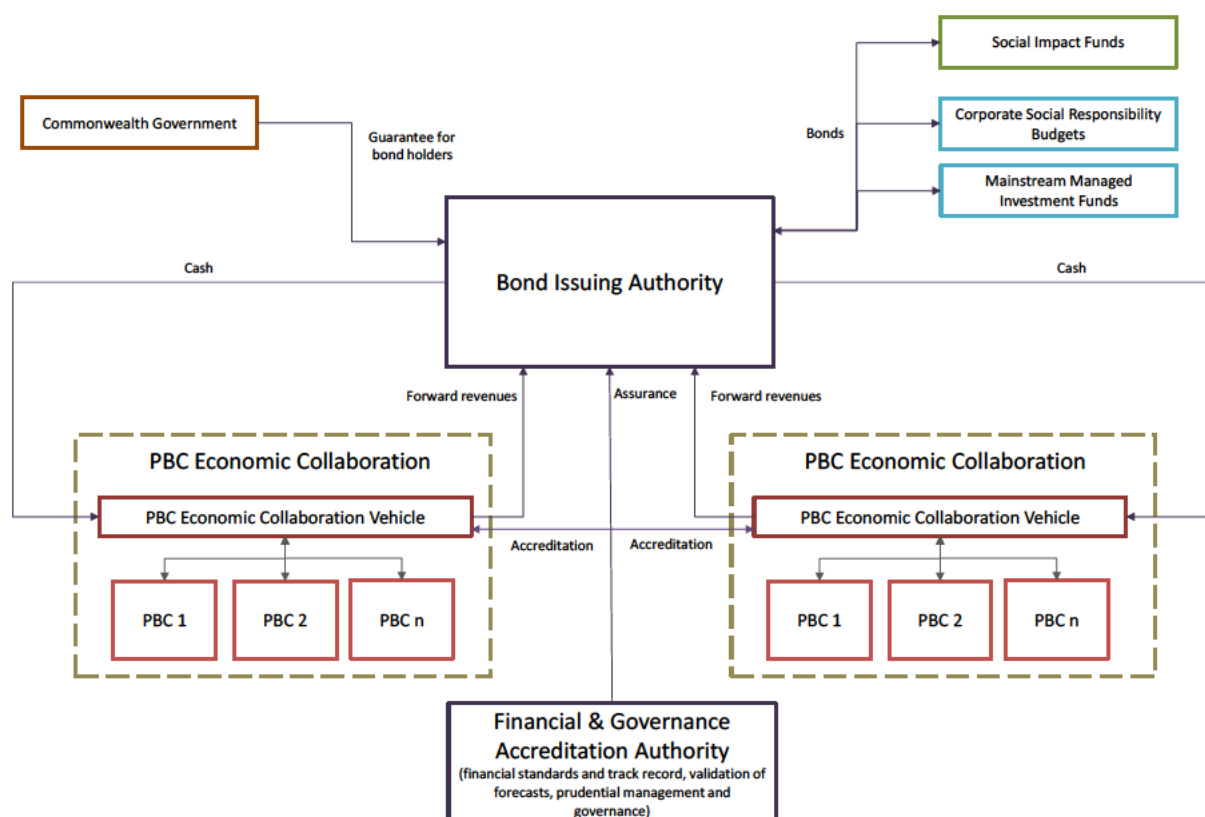 Social Impact Funds
Commonwealth Government
Guarantee for
bond holders
Bonds
Corporate Social Responsibility
Budgets
Mainstream Managed
Investment Funds
Cash
Bond Issuing Authority
Cash
Forward revenues
Assurance
Forward revenues
PBC Economic Collaboration
PBC Economic Collaboration Vehicle
PBC 1
PBC 2
PBC n
Accreditation
Accreditation
PBC Economic Collaboration
PBC Economic Collaboration Vehicle
PBC 1
PBC 2
PBC n
Financial & Governance
Accreditation Authority
(financial standards and track record, validation of
forecasts, prudential management and
governance)